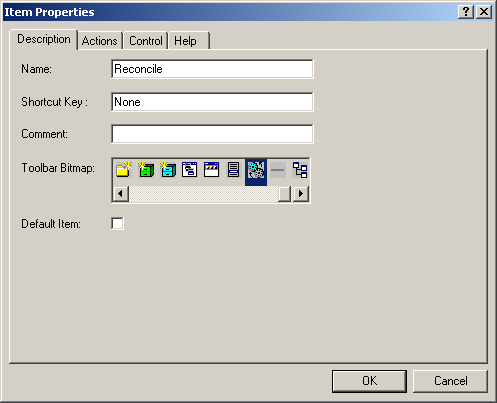 Item Properties
Description Actions Control Help
Name: Reconcile
Shortcut Key : None
Comment:
Toolbar Bitmap:
Default Item:
OK Cancel